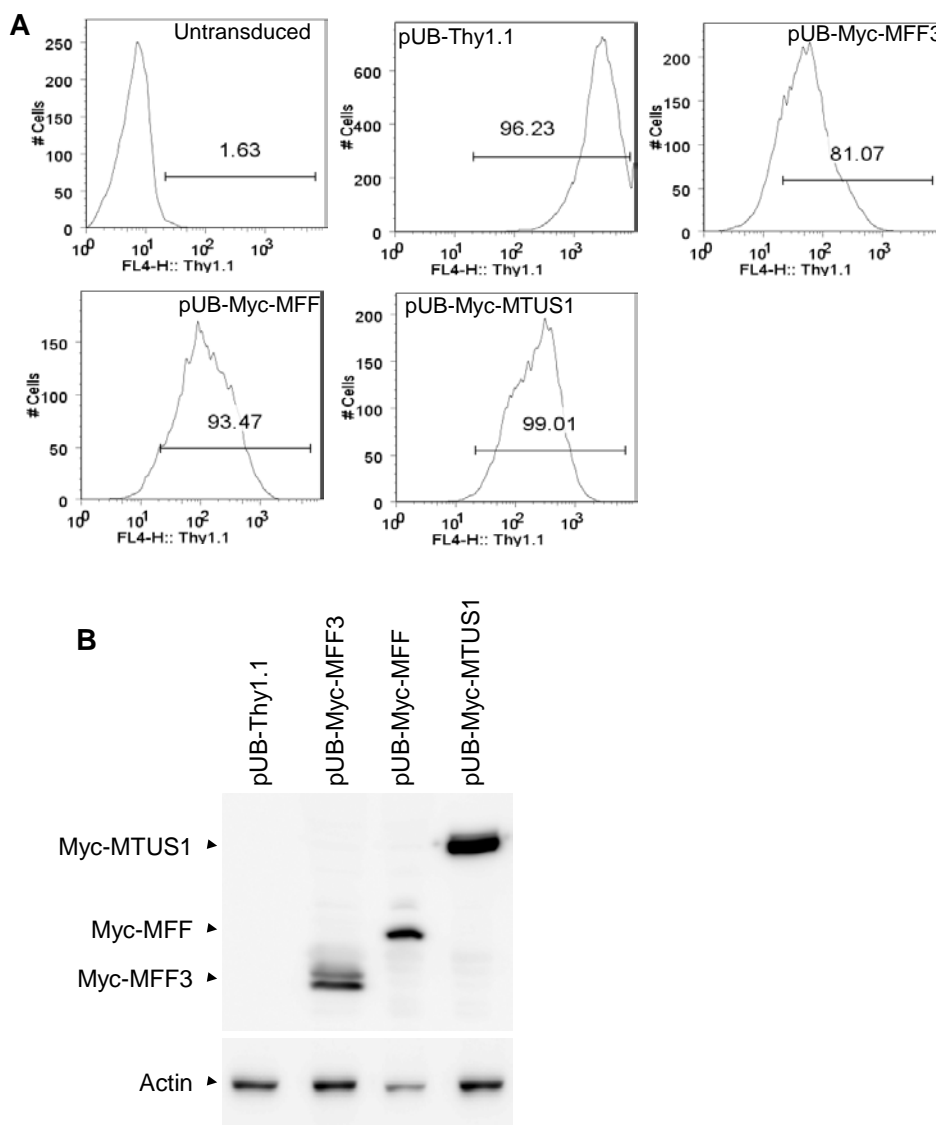 A
Untransduced
250
200
150
100
50
0
# Cells
1.63
10^0 10^1 10^2 10^3
FL4-H:: Thy1.1
pUB-Thy1.1
600
400
200
0
# Cells
96.23
10^0 10^1 10^2 10^3
FL4-H:: Thy1.1
pUB-Myc-MFF3
200
150
100
50
0
# Cells
81.07
10^0 10^1 10^2 10^3
FL4-H:: Thy1.1
pUB-Myc-MFF
200
150
100
50
0
# Cells
93.47
10^0 10^1 10^2 10^3
FL4-H:: Thy1.1
pUB-Myc-MTUS1
200
150
100
50
0
# Cells
99.01
10^0 10^1 10^2 10^3
FL4-H:: Thy1.1
B
pUB-Thy1.1
pUB-Myc-MFF3
pUB-Myc-MFF
pUB-Myc-MTUS1
Myc-MTUS1
Myc-MFF
Myc-MFF3
Actin